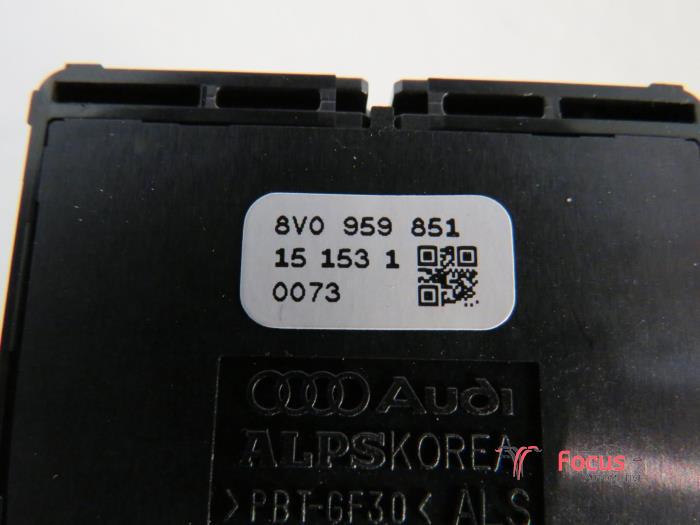 8V0 959 851
15 153 1
0073
Audi
ALPSKOREA
>PBT-GF30< ALS
Focus